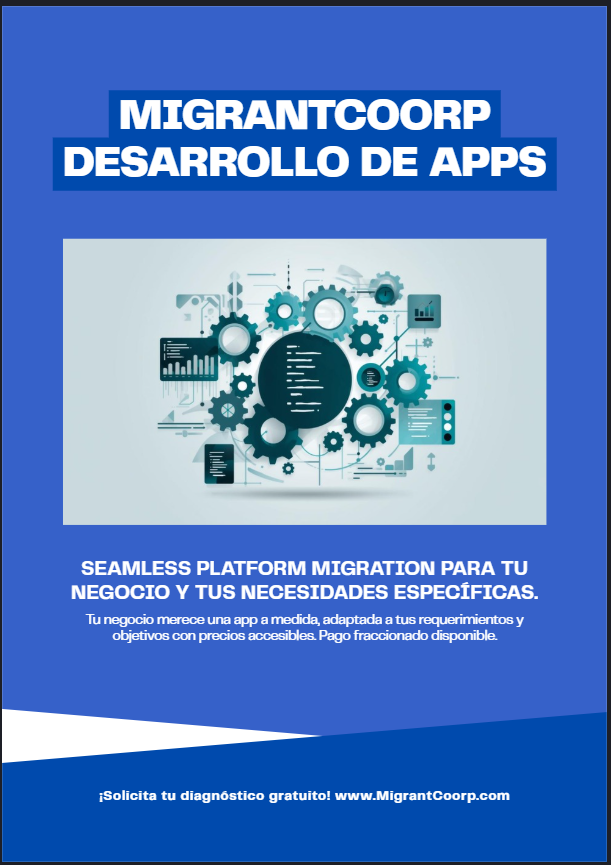 MIGRANTCOORP
DESARROLLO DE APPS
SEAMLESS PLATFORM MIGRATION PARA TU
NEGOCIO Y TUS NECESIDADES ESPECÍFICAS.
Tu negocio merece una app a medida, adaptada a tus requerimientos y
objetivos con precios accesibles. Pago fraccionado disponible.
¡Solicita tu diagnóstico gratuito! www.MigrantCoorp.com